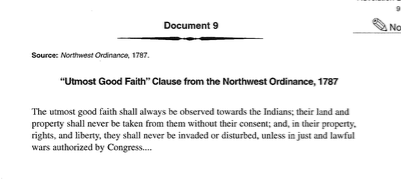 9
Document 9
No
Source: Northwest Ordinance, 1787.
“Utmost Good Faith” Clause from the Northwest Ordinance, 1787
The utmost good faith shall always be observed towards the Indians; their land and
property shall never be taken from them without their consent; and, in their property,
rights, and liberty, they shall never be invaded or disturbed, unless in just and lawful
wars authorized by Congress....